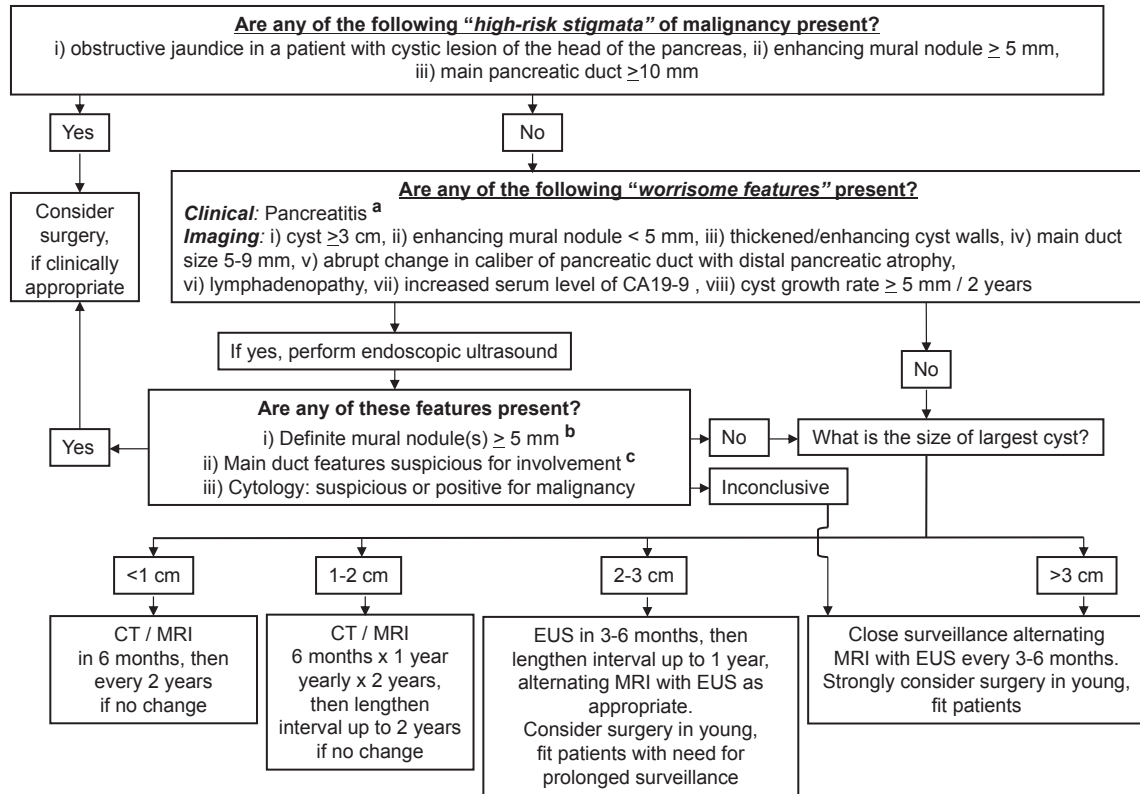 Are any of the following “high-risk stigmata” of malignancy present?
i) obstructive jaundice in a patient with cystic lesion of the head of the pancreas, ii) enhancing mural nodule ≥ 5 mm,
iii) main pancreatic duct ≥10 mm
Yes
No
Consider
surgery,
if clinically
appropriate
Are any of the following “worrisome features” present?
Clinical: Pancreatitis a
Imaging: i) cyst ≥3 cm, ii) enhancing mural nodule < 5 mm, iii) thickened/enhancing cyst walls, iv) main duct
size 5-9 mm, v) abrupt change in caliber of pancreatic duct with distal pancreatic atrophy,
vi) lymphadenopathy, vii) increased serum level of CA19-9 , viii) cyst growth rate ≥ 5 mm / 2 years
If yes, perform endoscopic ultrasound
No
Are any of these features present?
i) Definite mural nodule(s) ≥ 5 mm b
ii) Main duct features suspicious for involvement c
iii) Cytology: suspicious or positive for malignancy
Yes
No
What is the size of largest cyst?
Inconclusive
<1 cm
1-2 cm
2-3 cm
>3 cm
CT / MRI
in 6 months, then
every 2 years
if no change
CT / MRI
6 months x 1 year
yearly x 2 years,
then lengthen
interval up to 2 years
if no change
EUS in 3-6 months, then
lengthen interval up to 1 year,
alternating MRI with EUS as
appropriate.
Consider surgery in young,
fit patients with need for
prolonged surveillance
Close surveillance alternating
MRI with EUS every 3-6 months.
Strongly consider surgery in young,
fit patients